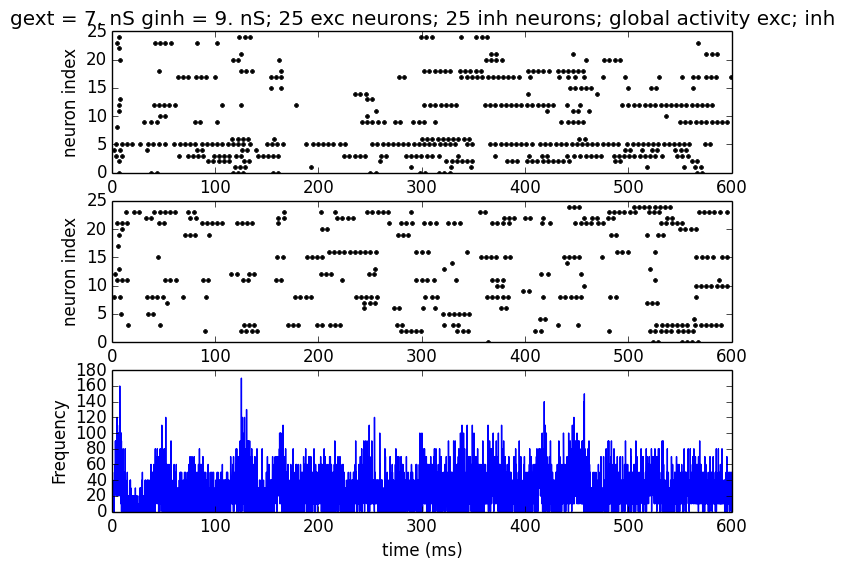 gext = 7. nS ginh = 9. nS; 25 exc neurons; 25 inh neurons; global activity exc; inh
25
20
15
10
5
0
neuron index
0 100 200 300 400 500 600
25
20
15
10
5
0
neuron index
0 100 200 300 400 500 600
180
160
140
120
100
80
60
40
20
0
Frequency
0 100 200 300 400 500 600
time (ms)